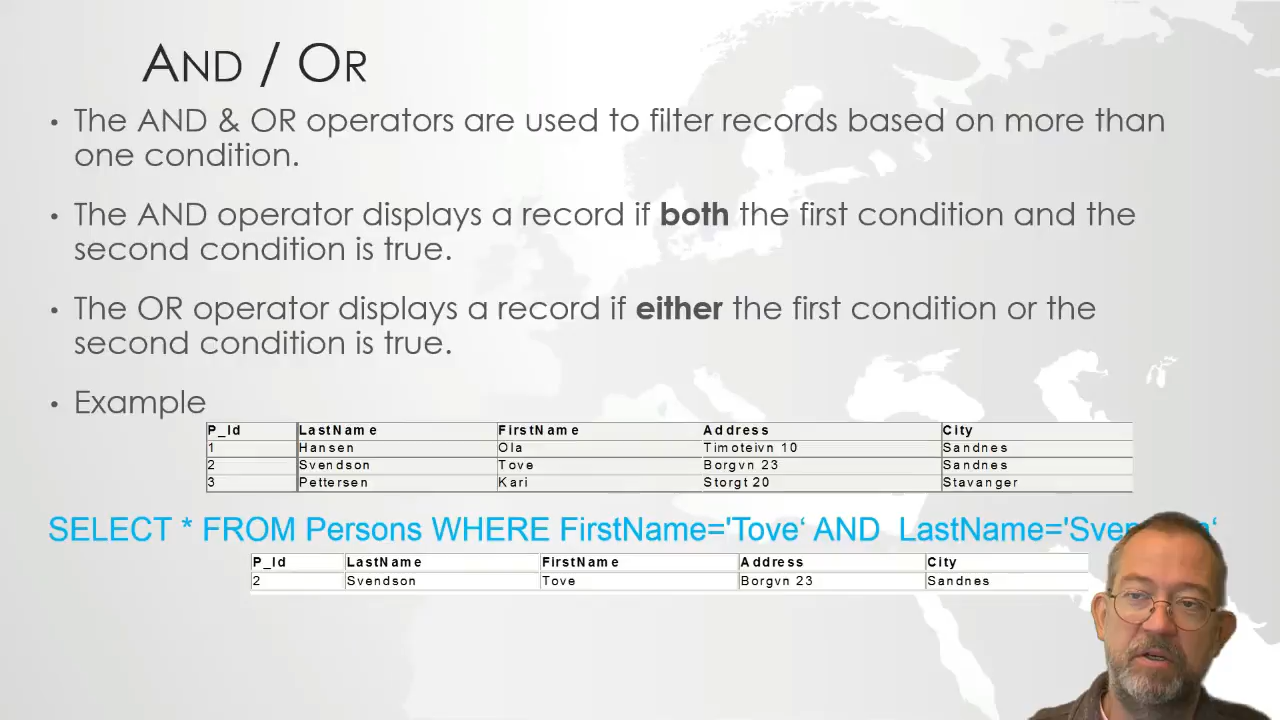 AND / OR
• The AND & OR operators are used to filter records based on more than
one condition.
• The AND operator displays a record if both the first condition and the
second condition is true.
• The OR operator displays a record if either the first condition or the
second condition is true.
• Example
P_Id LastName FirstName Address City
1 Hansen Ola Timoteivn 10 Sandnes
2 Svendson Tove Borgvn 23 Sandnes
3 Pettersen Kari Storgt 20 Stavanger
SELECT * FROM Persons WHERE FirstName='Tove‘ AND LastName='
P_Id LastName FirstName Address City
2 Svendson Tove Borgvn 23 Sandnes